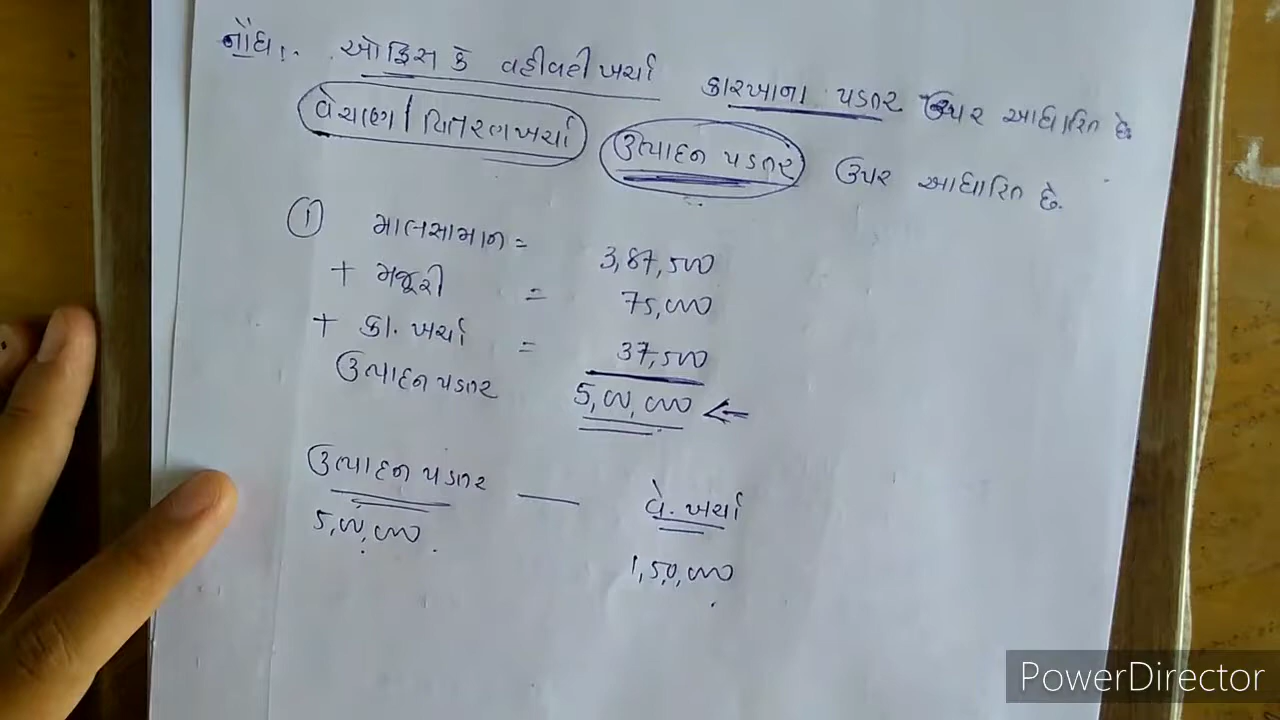 નોંધ:- ઓફિસ કે વહીવટી ખર્ચા કારખાના પડતર ઉપર આધારિત છે.
વેચાણ / વિતરણ ખર્ચા ઉત્પાદન પડતર ઉપર આધારિત છે.
① માલસામાન = 3,87,500
+ મજૂરી = 75,000
+ કા. ખર્ચા = 37,500
ઉત્પાદન પડતર 5,00,000 ←
ઉત્પાદન પડતર — વે. ખર્ચા
5,00,000 1,50,000
PowerDirector